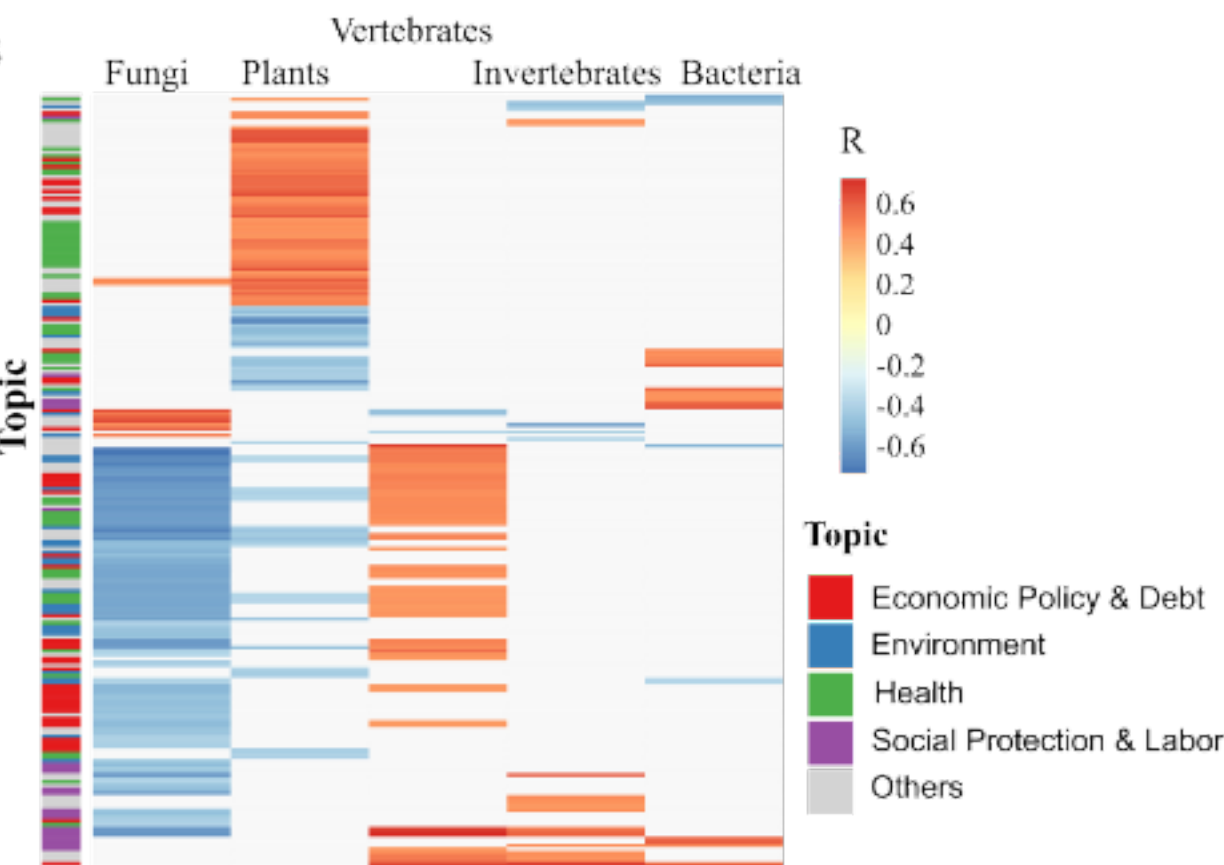 Vertebrates
Fungi Plants Invertebrates Bacteria
R
0.6
0.4
0.2
0
-0.2
-0.4
-0.6
Topic
Topic
Economic Policy & Debt
Environment
Health
Social Protection & Labor
Others